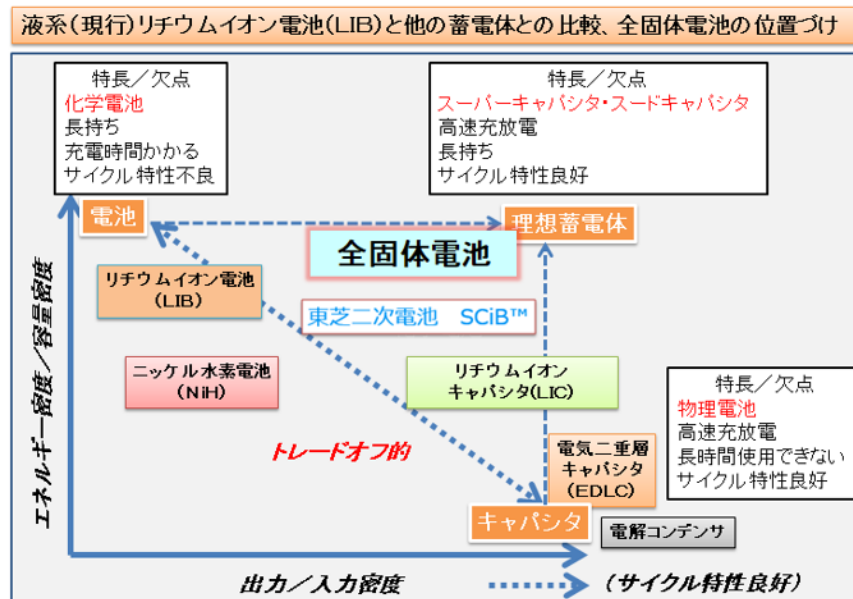 液系(現行)リチウムイオン電池(LIB)と他の蓄電体との比較、全固体電池の位置づけ
特長／欠点
化学電池
長持ち
充電時間かかる
サイクル特性不良
特長／欠点
スーパーキャパシタ・スードキャパシタ
高速充放電
長持ち
サイクル特性良好
電池
理想蓄電体
全固体電池
リチウムイオン電池
(LIB)
東芝二次電池　SCiB™
ニッケル水素電池
(NiH)
リチウムイオン
キャパシタ(LIC)
特長／欠点
物理電池
高速充放電
長時間使用できない
サイクル特性良好
トレードオフ的
電気二重層
キャパシタ
(EDLC)
キャパシタ
電解コンデンサ
エネルギー密度／容量密度
出力／入力密度
(サイクル特性良好)